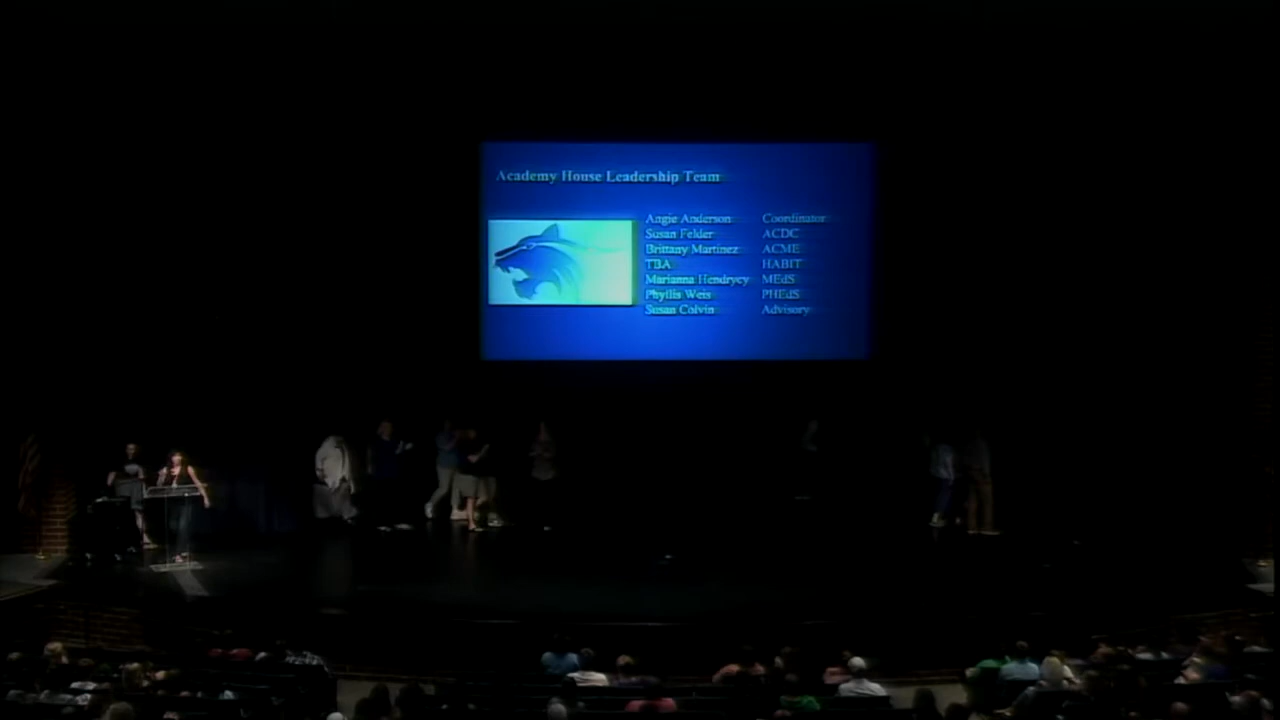 Academy House Leadership Team
Angie Anderson Coordinator
Susan Felder ACDC
Brittany Martinez ACME
TBA HABIT
Marianna Hendrycy MEdS
Phyllis Weis PHEdS
Susan Colvin Advisory